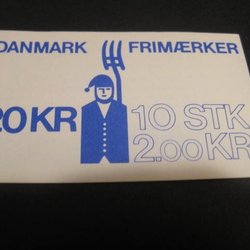 DANMARK FRIMÆRKER
20 KR 10 STK.
2.00 KR